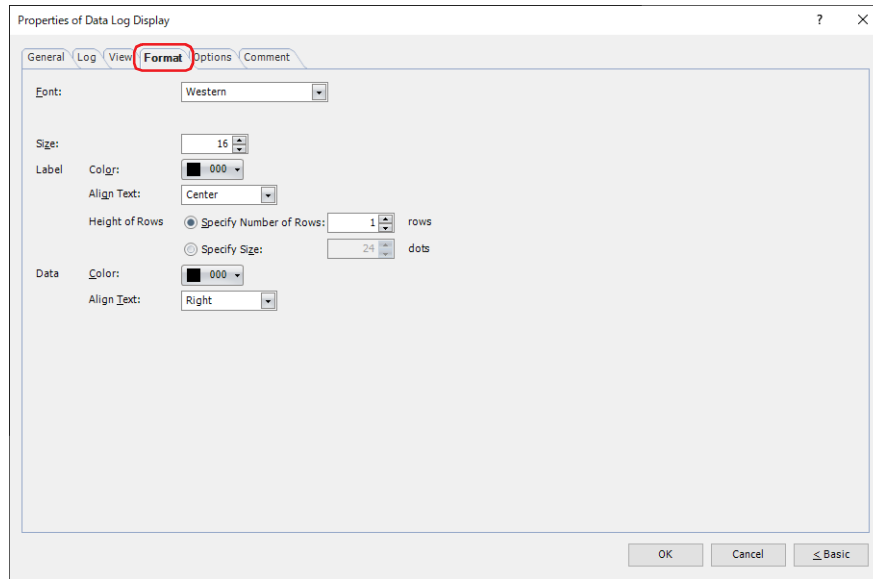 Properties of Data Log Display ? ×
General Log View Format Options Comment
Font: Western
Size: 16
Label Color: 000
Align Text: Center
Height of Rows Specify Number of Rows: 1 rows
Specify Size: 24 dots
Data Color: 000
Align Text: Right
OK Cancel < Basic